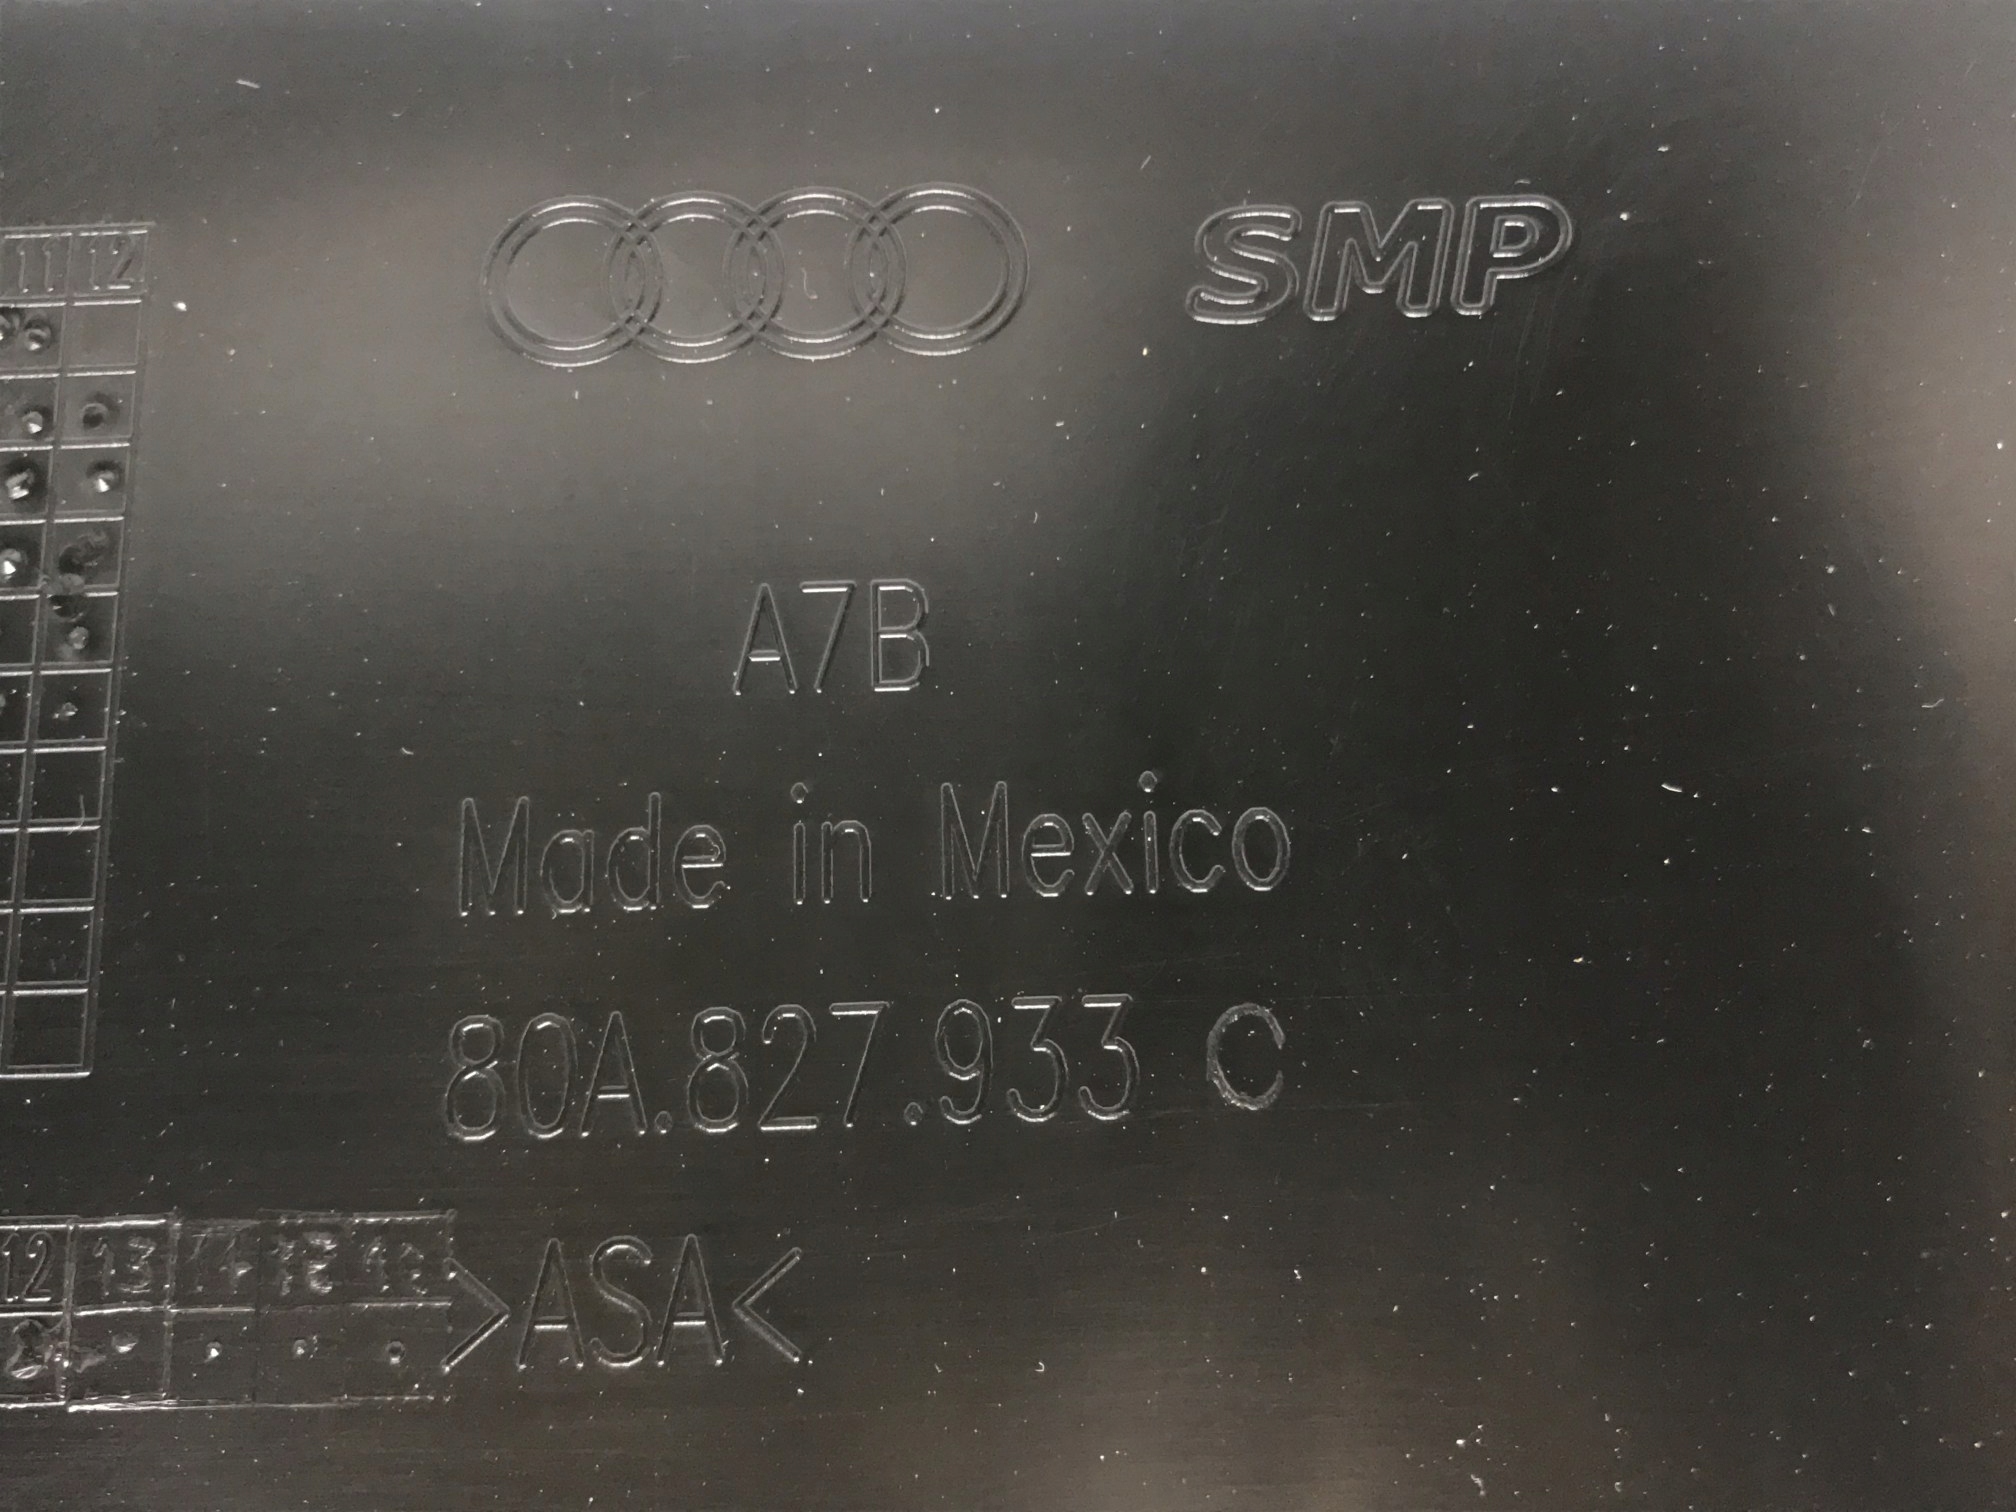 11 12
SMP
A7B
Made in Mexico
80A.827.933 C
12 13
>ASA<